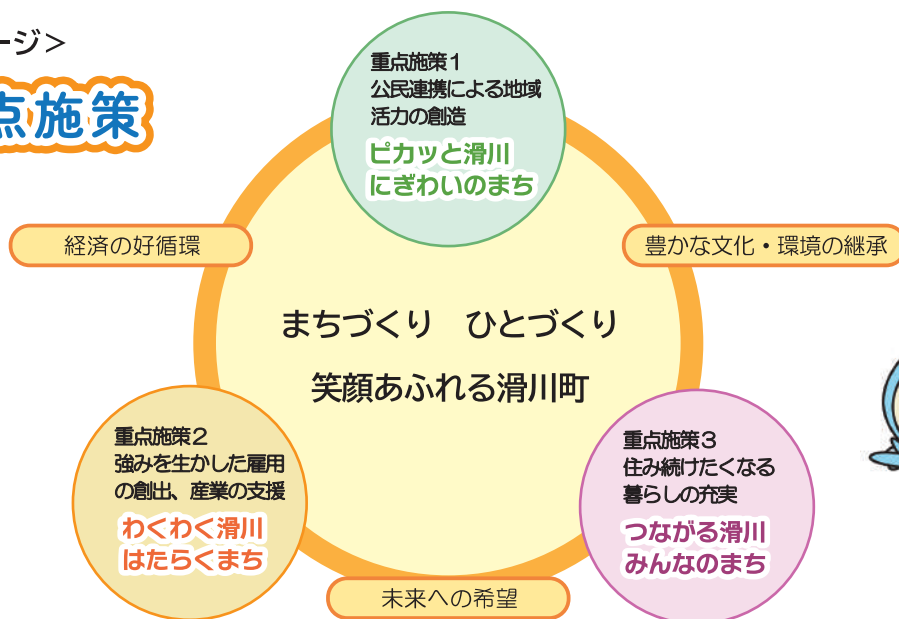 ージ＞
点施策
重点施策1
公民連携による地域
活力の創造
ピカッと滑川
にぎわいのまち
経済の好循環
豊かな文化・環境の継承
まちづくり　ひとづくり
笑顔あふれる滑川町
重点施策2
強みを生かした雇用
の創出、産業の支援
わくわく滑川
はたらくまち
重点施策3
住み続けたくなる
暮らしの充実
つながる滑川
みんなのまち
未来への希望